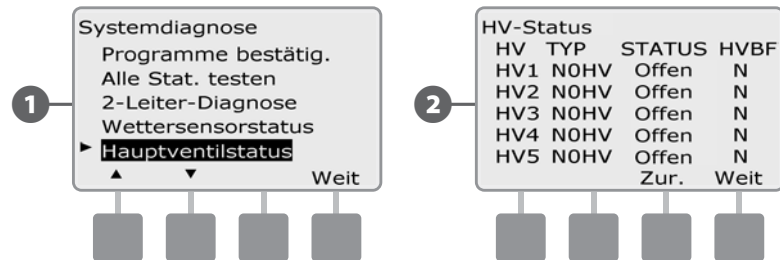 1
Systemdiagnose
Programme bestätig.
Alle Stat. testen
2-Leiter-Diagnose
Wettersensorstatus
► Hauptventilstatus
▲ ▼ Weit
2
HV-Status
HV TYP STATUS HVBF
HV1 N0HV Offen N
HV2 N0HV Offen N
HV3 N0HV Offen N
HV4 N0HV Offen N
HV5 N0HV Offen N
Zur. Weit